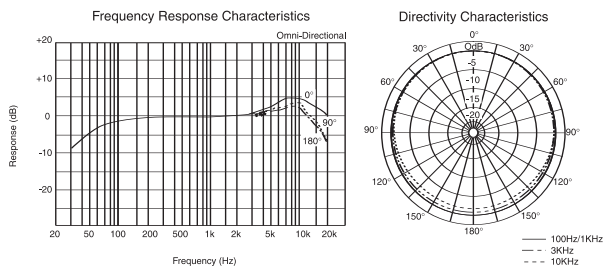 Frequency Response Characteristics
Omni-Directional
+20
+10
0
-10
-20
Response (dB)
0°
90°
180°
20 50 100 200 500 1k 2k 5k 10k 20k
Frequency (Hz)
Directivity Characteristics
0°
30° 30°
60° 60°
90° 90°
120° 120°
150° 150°
180°
OdB
-5
-10
-15
-20
100Hz/1KHz
3KHz
10KHz